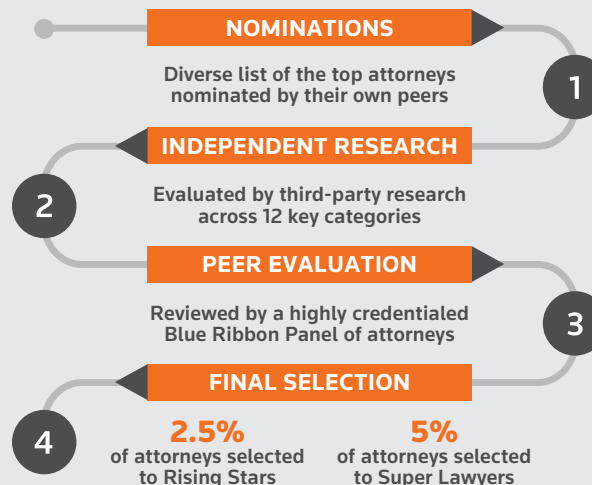 NOMINATIONS
Diverse list of the top attorneys
nominated by their own peers
1
INDEPENDENT RESEARCH
2
Evaluated by third-party research
across 12 key categories
PEER EVALUATION
Reviewed by a highly credentialed
Blue Ribbon Panel of attorneys
3
FINAL SELECTION
4
2.5%
of attorneys selected
to Rising Stars
5%
of attorneys selected
to Super Lawyers